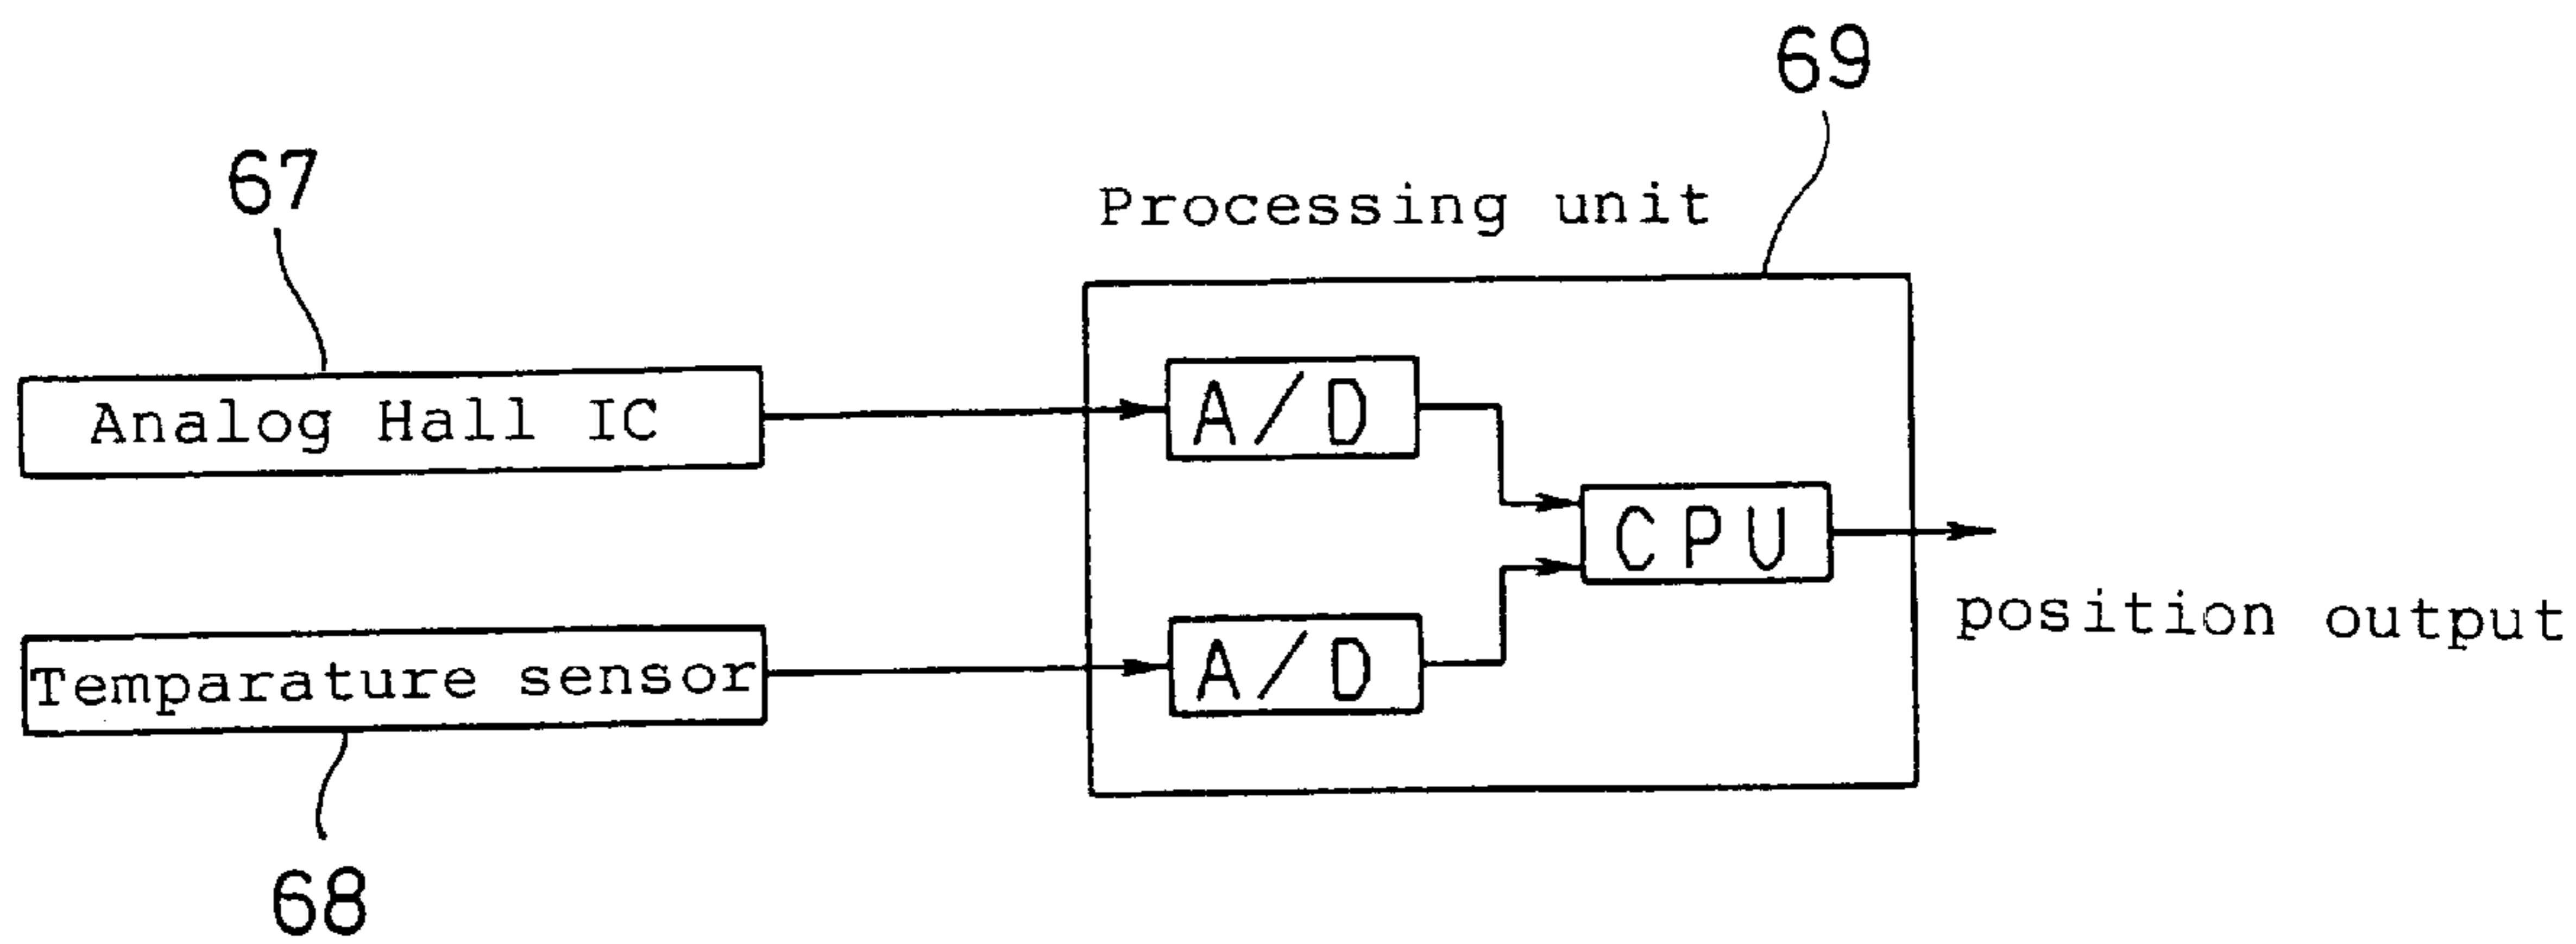 69
67
Processing unit
Analog Hall IC
A/D
CPU
position output
Temparature sensor
A/D
68